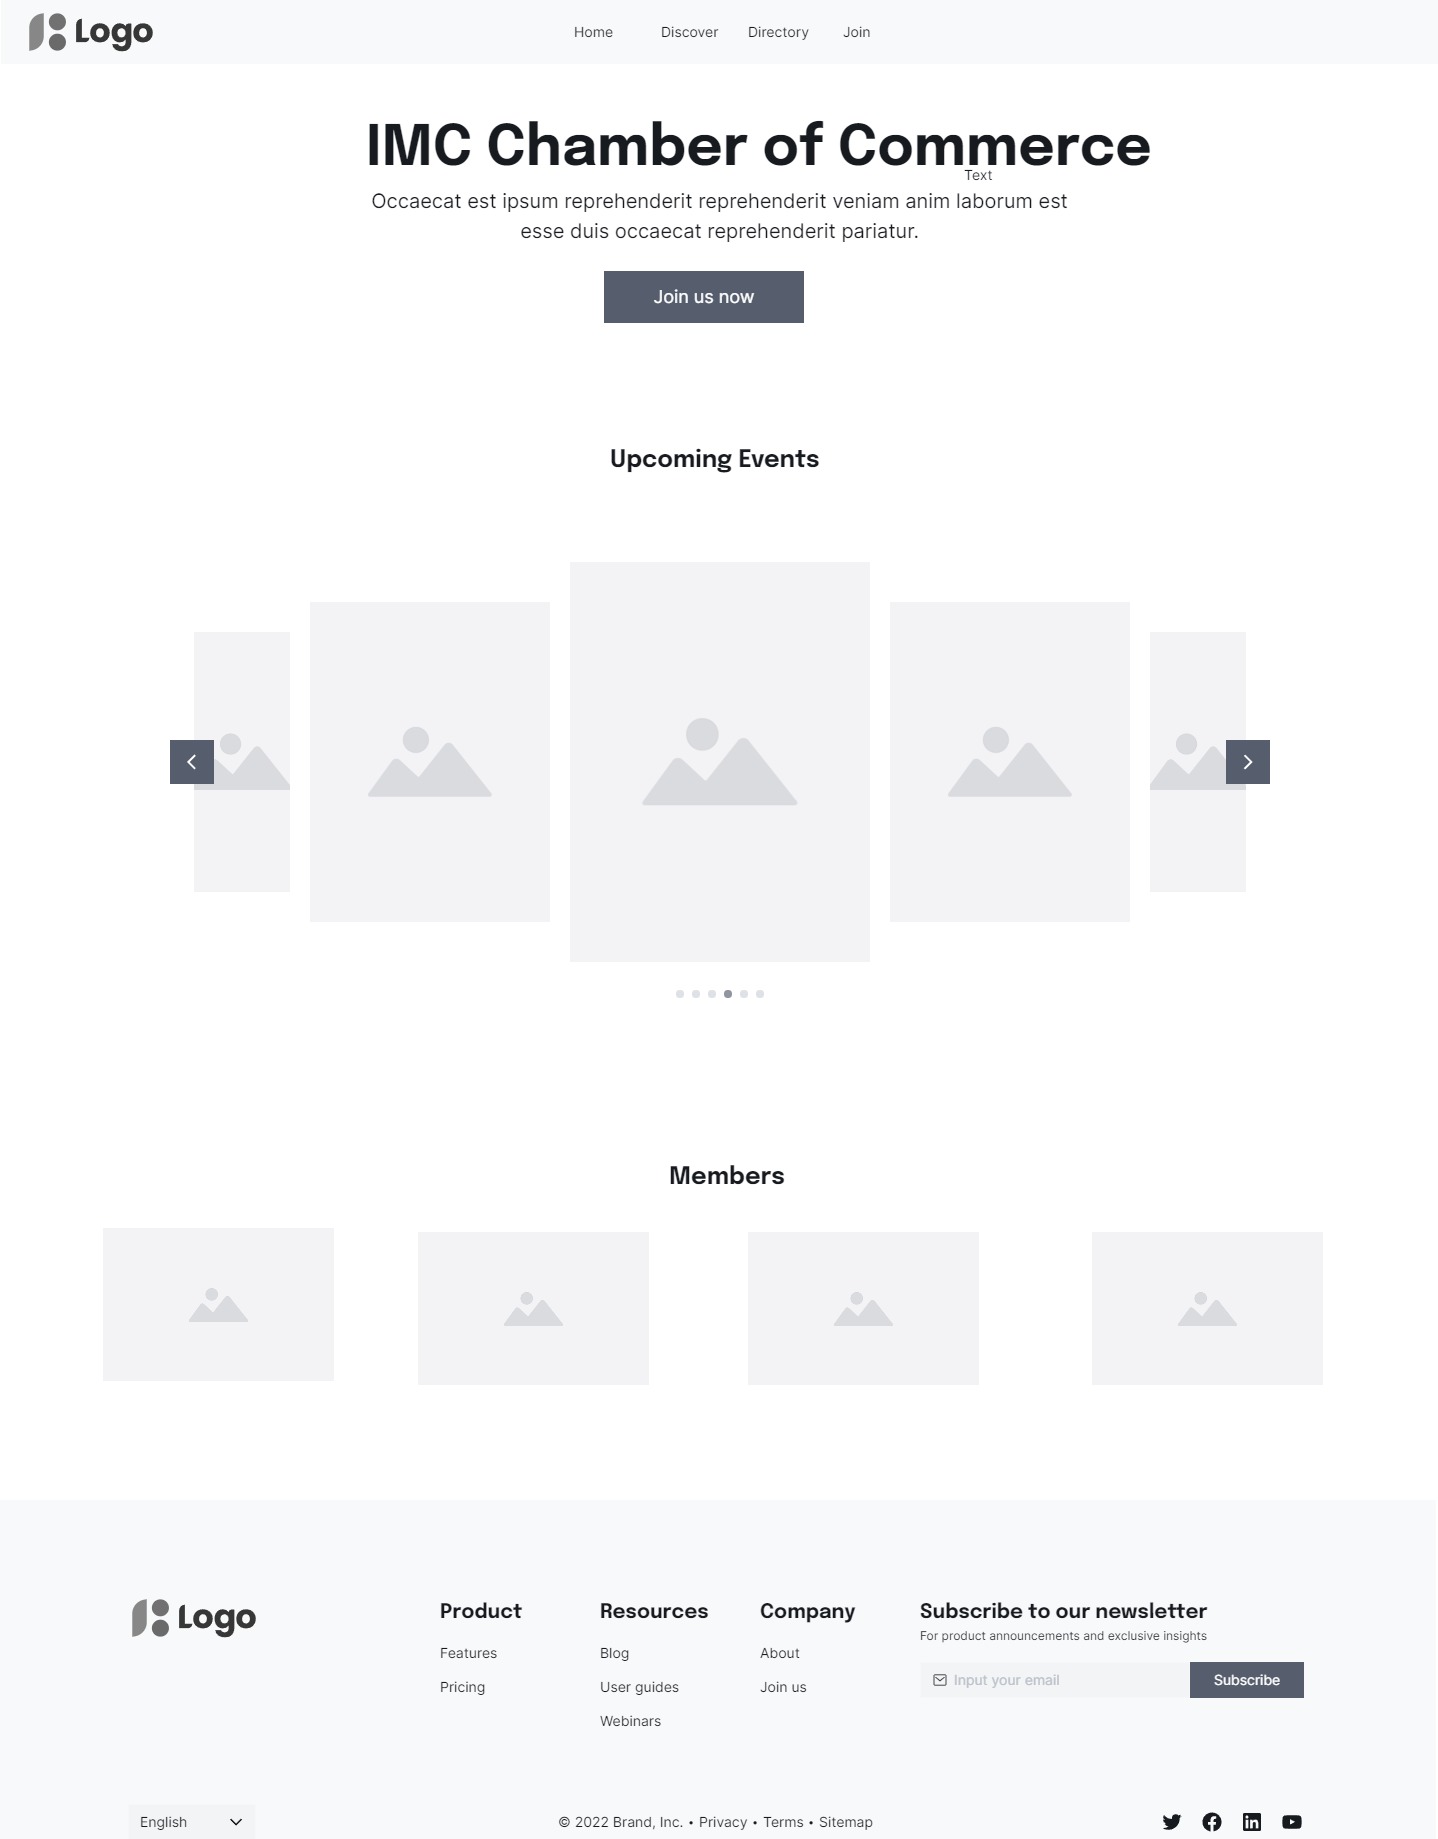 Logo
Home Discover Directory Join
IMC Chamber of Commerce
Text
Occaecat est ipsum reprehenderit reprehenderit veniam anim laborum est
esse duis occaecat reprehenderit pariatur.
Join us now
Upcoming Events
Members
Logo
Product
Features
Pricing
Resources
Blog
User guides
Webinars
Company
About
Join us
Subscribe to our newsletter
For product announcements and exclusive insights
Input your email
Subscribe
English
© 2022 Brand, Inc. • Privacy • Terms • Sitemap